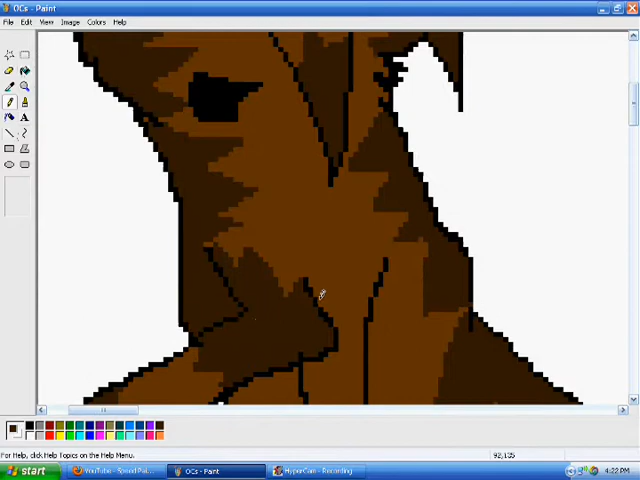 OCs - Paint
File Edit View Image Colors Help
A
For Help, click Help Topics on the Help Menu.
92,135
start
YouTube - Speed Pai...
OCs - Paint
HyperCam - Recording
4:22 PM